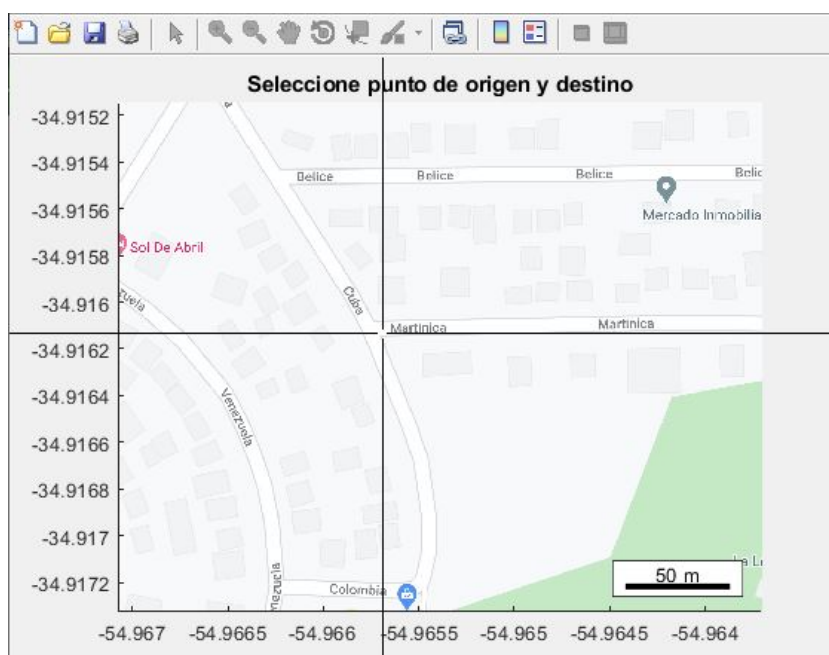 Seleccione punto de origen y destino
-34.9152
-34.9154
Belice Belice Belice
-34.9156
Mercado Inmobilia
-34.9158
Sol De Abril
-34.916
Cuba
Martinica Martinica
-34.9162
-34.9164
Venezuela
-34.9166
-34.9168
-34.917
50 m
-34.9172
Colombia
-54.967 -54.9665 -54.966 -54.9655 -54.965 -54.9645 -54.964